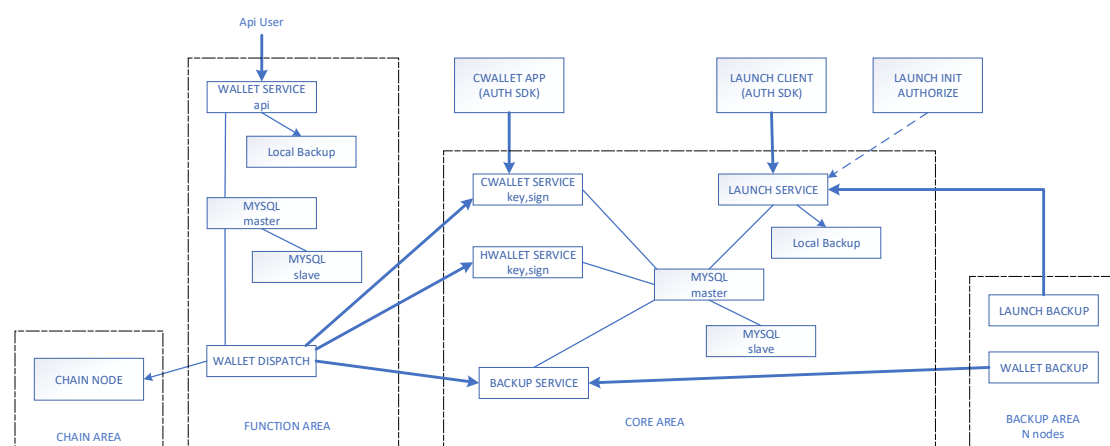 Api User
WALLET SERVICE
api
Local Backup
MYSQL
master
MYSQL
slave
WALLET DISPATCH
FUNCTION AREA
CHAIN NODE
CHAIN AREA
CWALLET APP
(AUTH SDK)
LAUNCH CLIENT
(AUTH SDK)
LAUNCH INIT
AUTHORIZE
CWALLET SERVICE
key,sign
LAUNCH SERVICE
Local Backup
HWALLET SERVICE
key,sign
MYSQL
master
MYSQL
slave
BACKUP SERVICE
CORE AREA
LAUNCH BACKUP
WALLET BACKUP
BACKUP AREA
N nodes